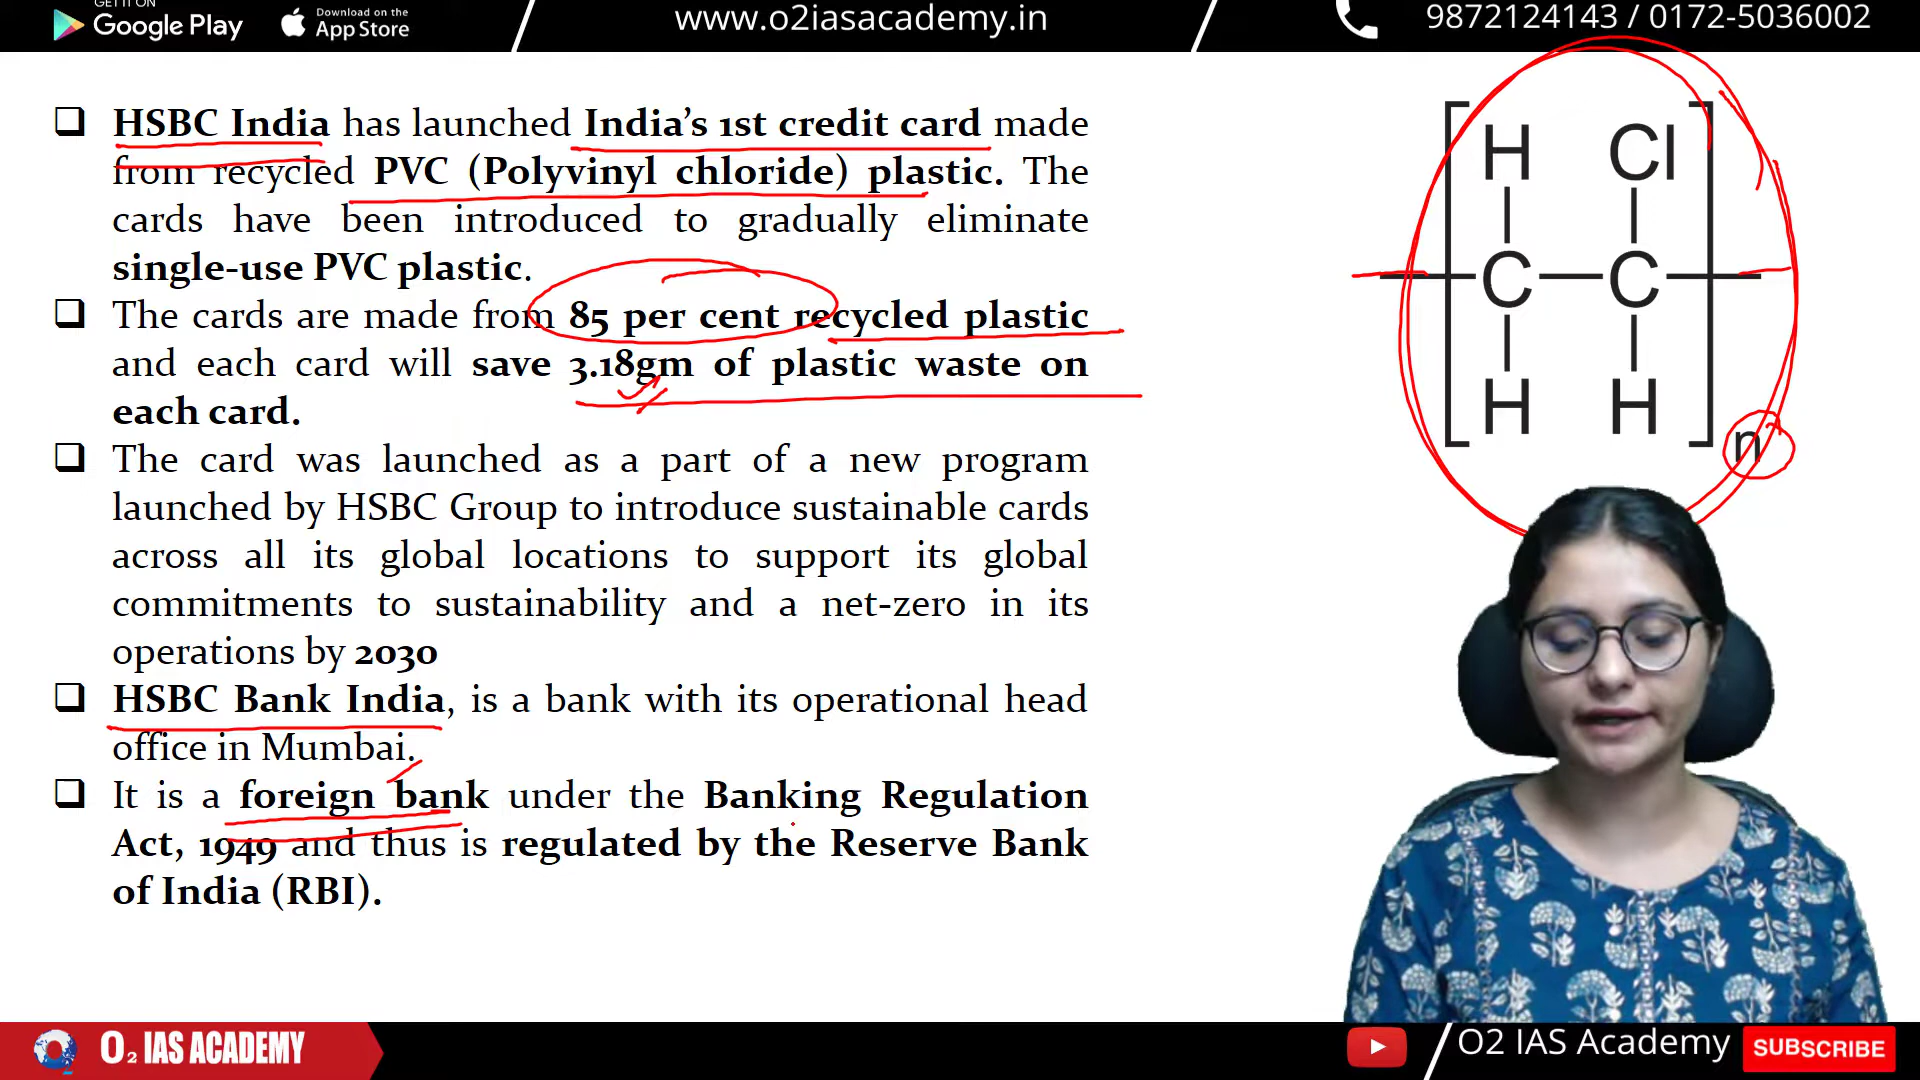 GET IT ON
Google Play
Download on the
App Store
www.o2iasacademy.in
9872124143 / 0172-5036002
❑ HSBC India has launched India's 1st credit card made
from recycled PVC (Polyvinyl chloride) plastic. The
cards have been introduced to gradually eliminate
single-use PVC plastic.
❑ The cards are made from 85 per cent recycled plastic
and each card will save 3.18gm of plastic waste on
each card.
❑ The card was launched as a part of a new program
launched by HSBC Group to introduce sustainable cards
across all its global locations to support its global
commitments to sustainability and a net-zero in its
operations by 2030
❑ HSBC Bank India, is a bank with its operational head
office in Mumbai.
❑ It is a foreign bank under the Banking Regulation
Act, 1949 and thus is regulated by the Reserve Bank
of India (RBI).
H Cl
C C
H H
n
O2 IAS ACADEMY
O2 IAS Academy
SUBSCRIBE